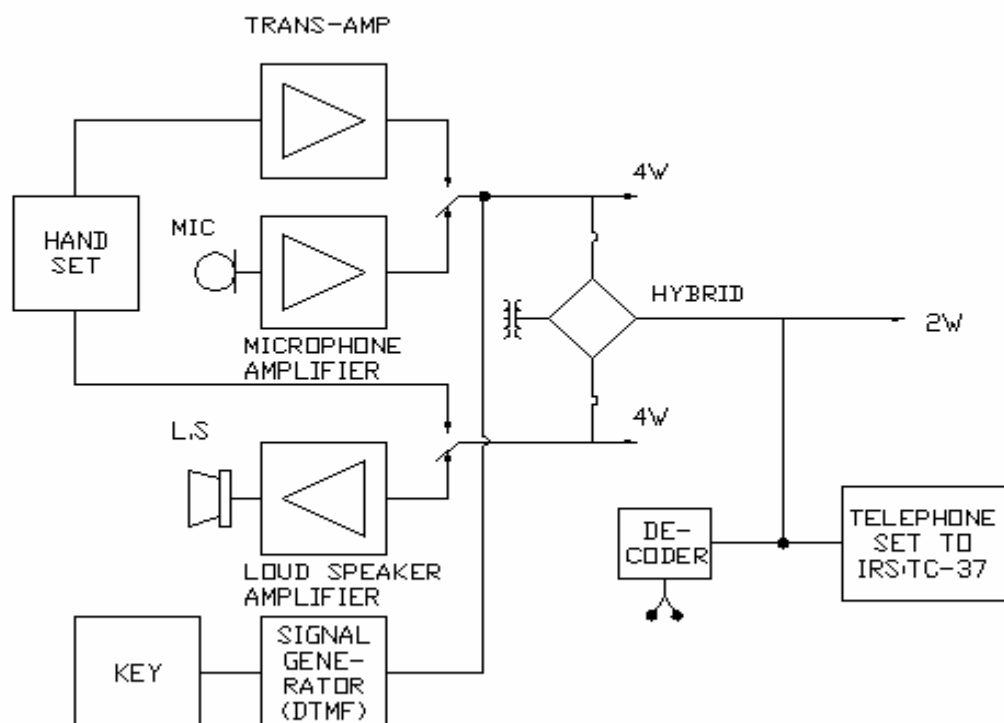 TRANS-AMP
4W
HAND
SET
MIC
HYBRID
2W
MICROPHONE
AMPLIFIER
L.S
4W
DE-
CODER
TELEPHONE
SET TO
IRS:TC-37
LOUD SPEAKER
AMPLIFIER
KEY
SIGNAL
GENE-
RATOR
(DTMF)